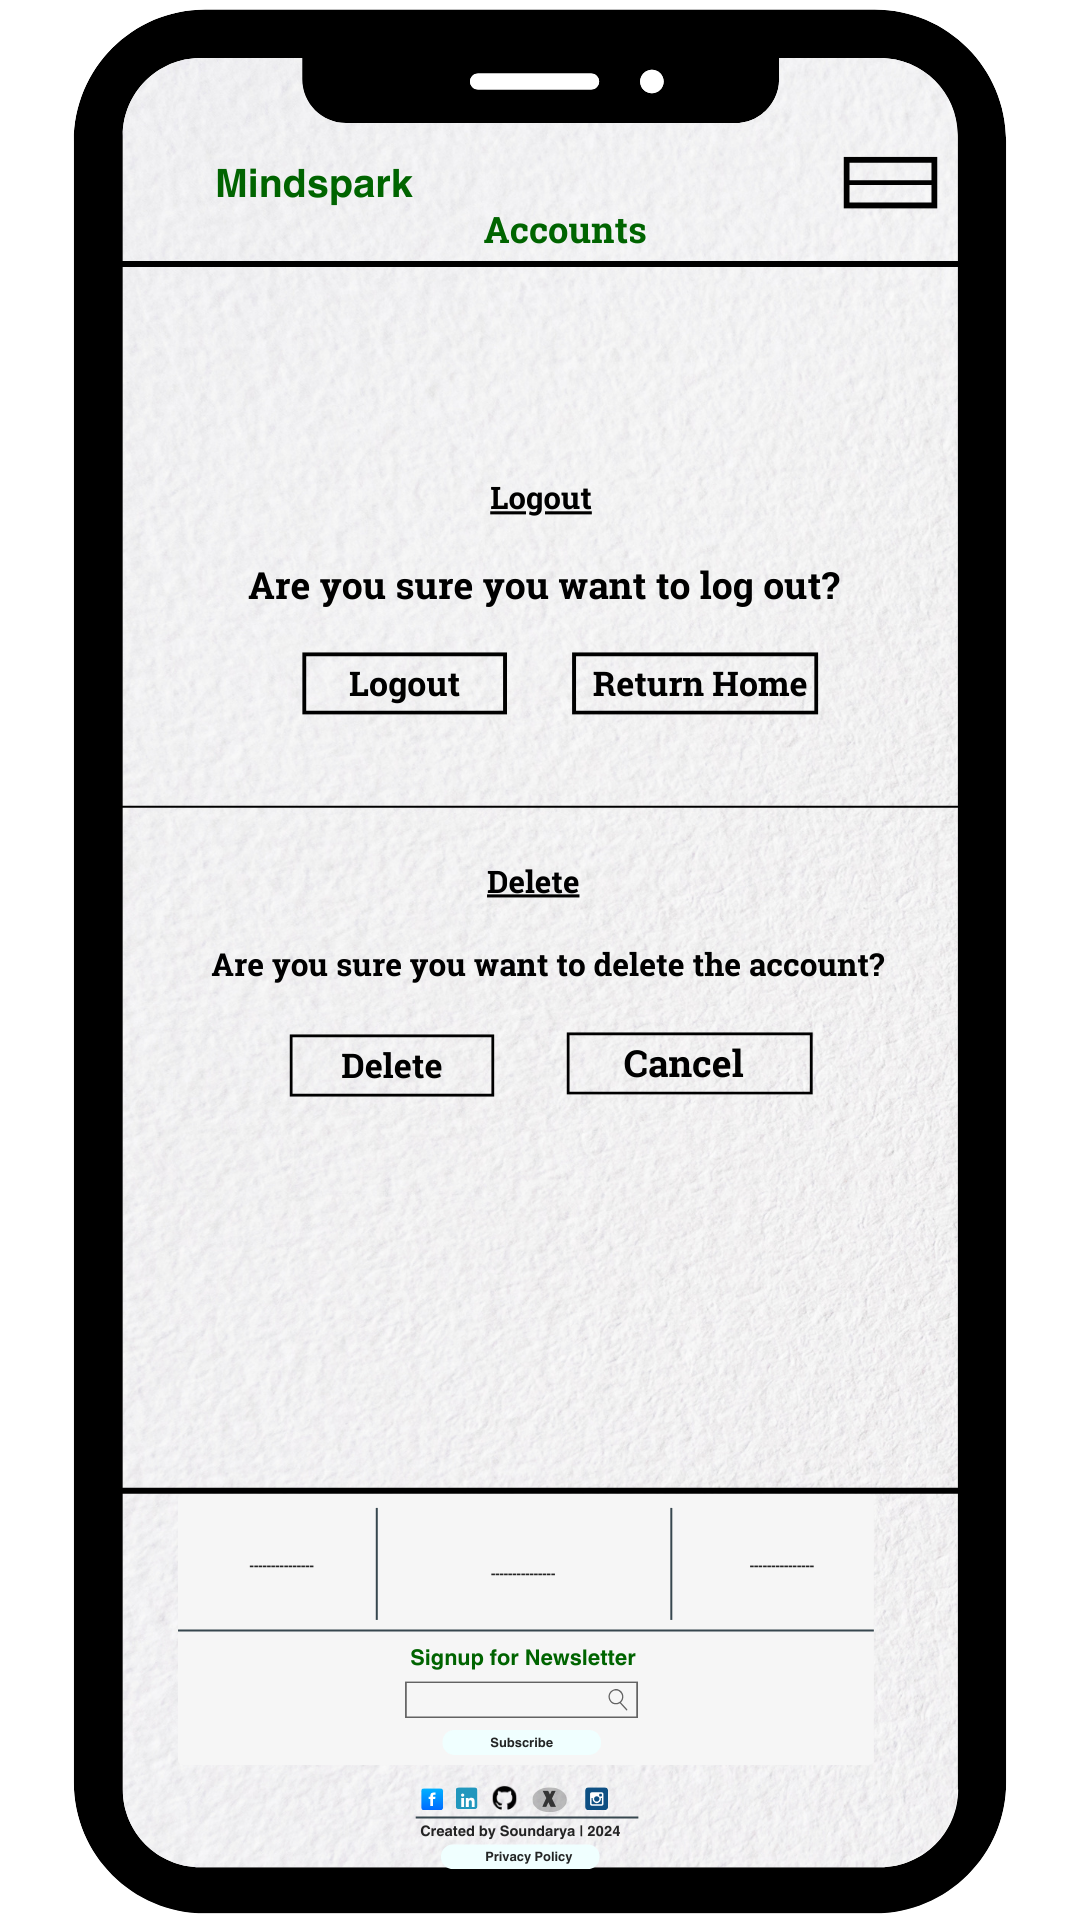 Mindspark
Accounts
Logout
Are you sure you want to log out?
Logout Return Home
Delete
Are you sure you want to delete the account?
Delete Cancel
--------------- --------------- ---------------
Signup for Newsletter
Subscribe
f in X
Created by Soundarya | 2024
Privacy Policy